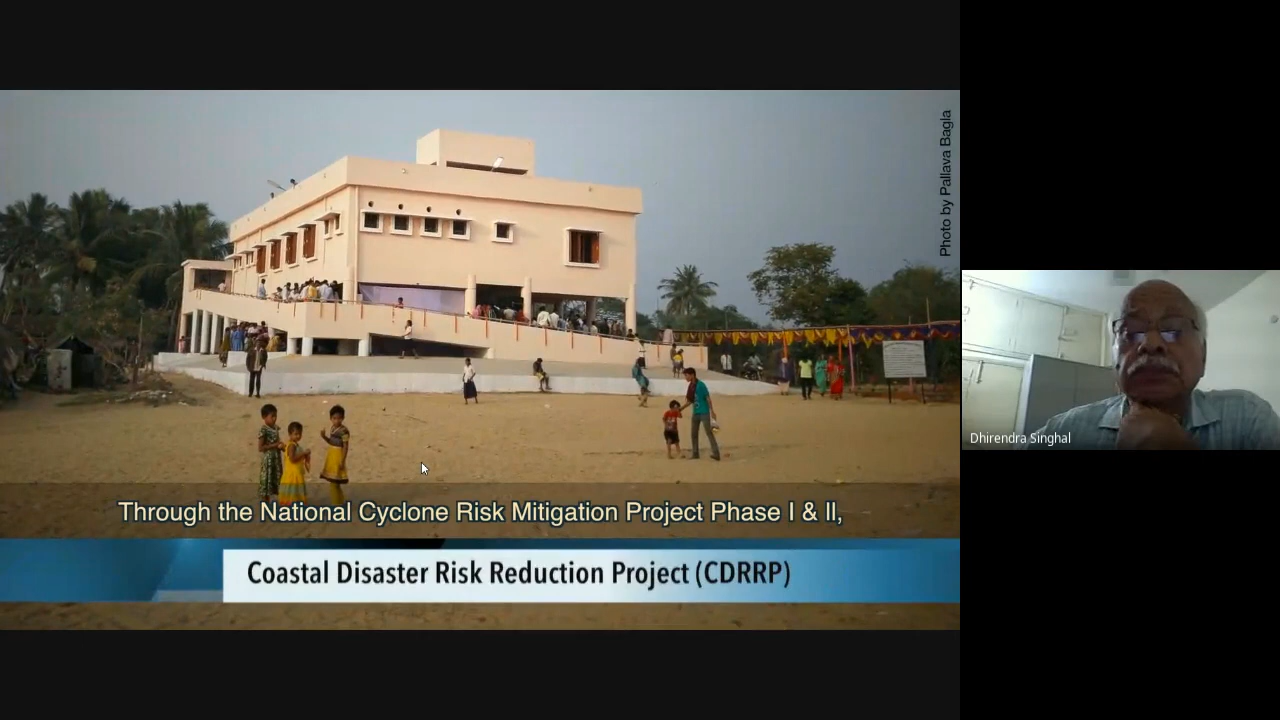 Photo by Pallava Bagla
Through the National Cyclone Risk Mitigation Project Phase I & II,
Coastal Disaster Risk Reduction Project (CDRRP)
Dhirendra Singhal